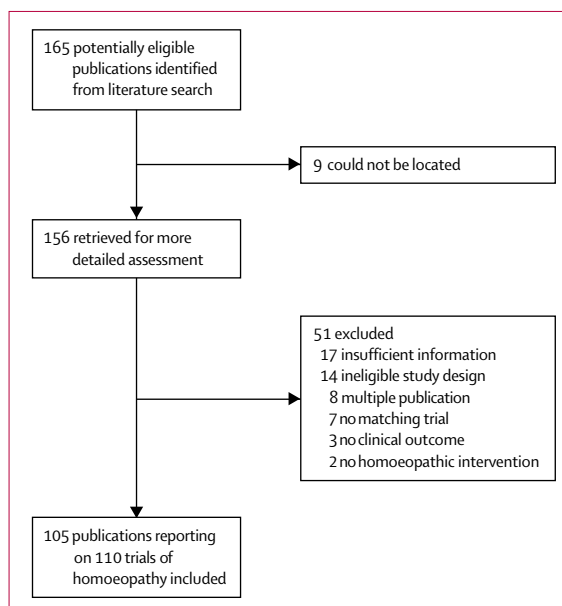 165 potentially eligible
publications identified
from literature search
9 could not be located
156 retrieved for more
detailed assessment
51 excluded
17 insufficient information
14 ineligible study design
8 multiple publication
7 no matching trial
3 no clinical outcome
2 no homoeopathic intervention
105 publications reporting
on 110 trials of
homoeopathy included